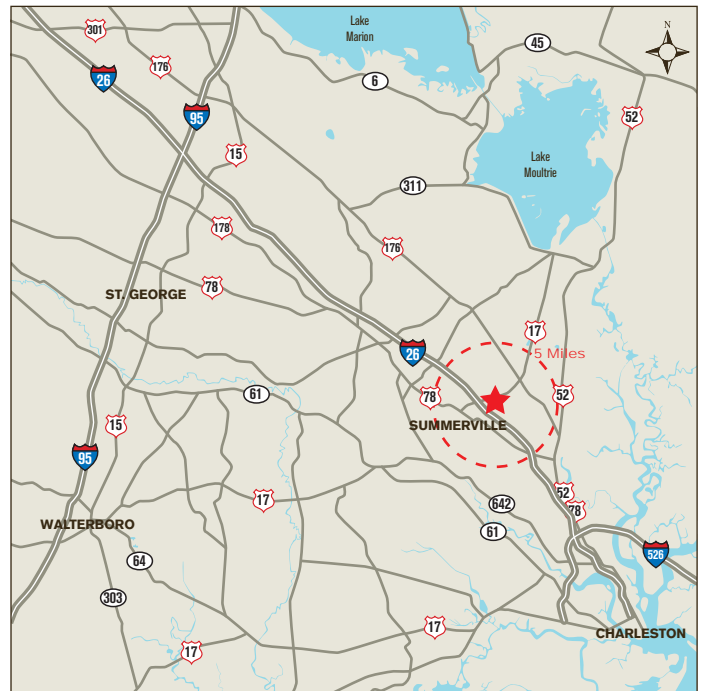 Lake
Marion
N
301
45
26
176
6
95
52
15
Lake
Moultrie
311
178
176
78
ST. GEORGE
17
26
5 Miles
61
78
52
15
SUMMERVILLE
95
52
17
642
78
WALTERBORO
61
526
64
303
17
CHARLESTON
17